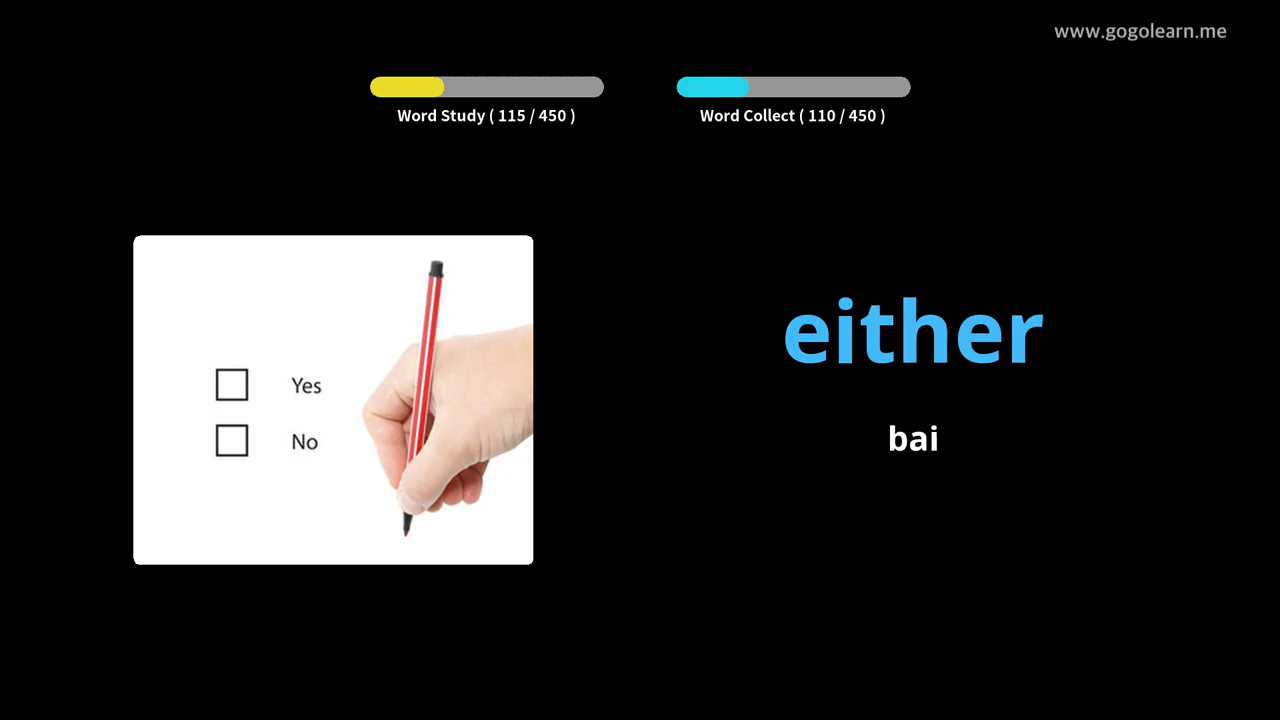 www.gogolearn.me
Word Study ( 115 / 450 )
Word Collect ( 110 / 450 )
Yes
No
either
bai